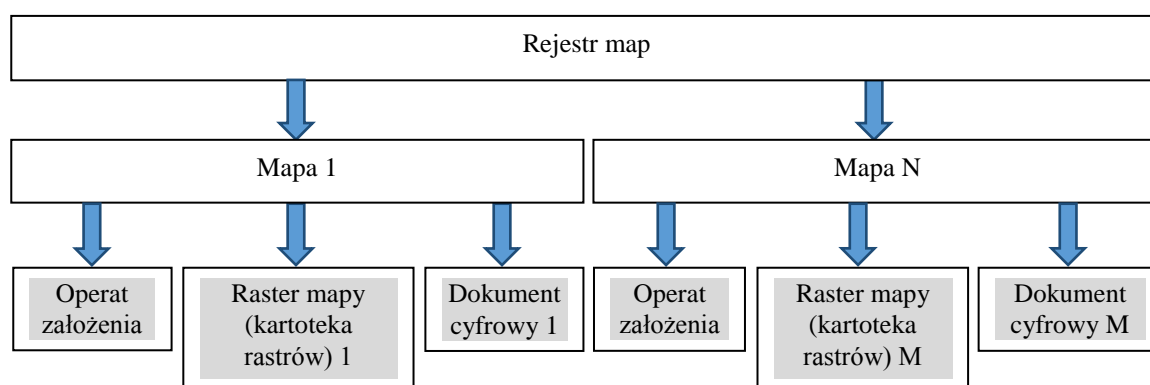 Rejestr map
Mapa 1
Mapa N
Operat
założenia
Raster mapy
(kartoteka
rastrów) 1
Dokument
cyfrowy 1
Operat
założenia
Raster mapy
(kartoteka
rastrów) M
Dokument
cyfrowy M